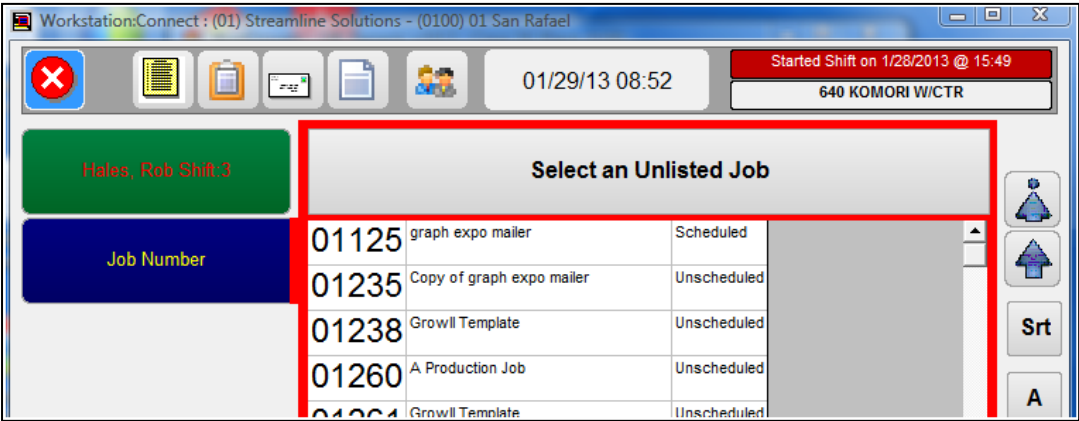 Workstation:Connect : (01) Streamline Solutions - (0100) 01 San Rafael
01/29/13 08:52
Started Shift on 1/28/2013 @ 15:49
640 KOMORI W/CTR
Hales, Rob Shift:3
Select an Unlisted Job
Job Number
01125 graph expo mailer Scheduled
01235 Copy of graph expo mailer Unscheduled
01238 Growll Template Unscheduled
Srt
01260 A Production Job Unscheduled
A
01261 Growll Template Unscheduled